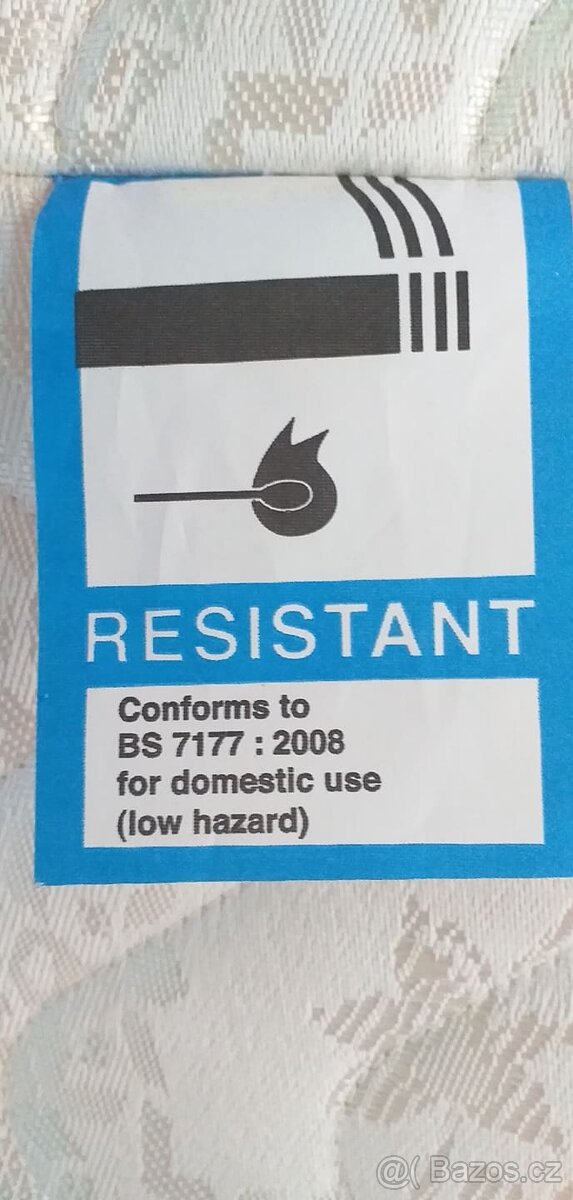 RESISTANT
Conforms to
BS 7177 : 2008
for domestic use
(low hazard)
@( Bazos.cz